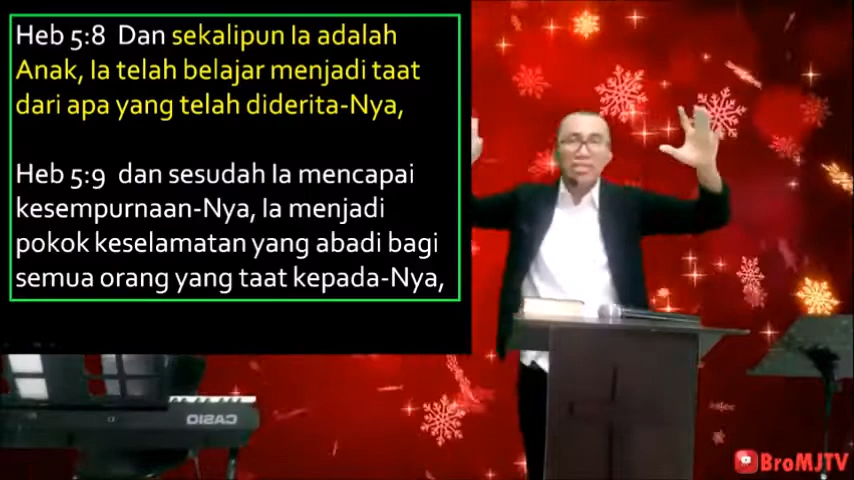 Heb 5:8 Dan sekalipun Ia adalah
Anak, Ia telah belajar menjadi taat
dari apa yang telah diderita-Nya,
Heb 5:9 dan sesudah Ia mencapai
kesempurnaan-Nya, Ia menjadi
pokok keselamatan yang abadi bagi
semua orang yang taat kepada-Nya,
CASIO
BroMJTV